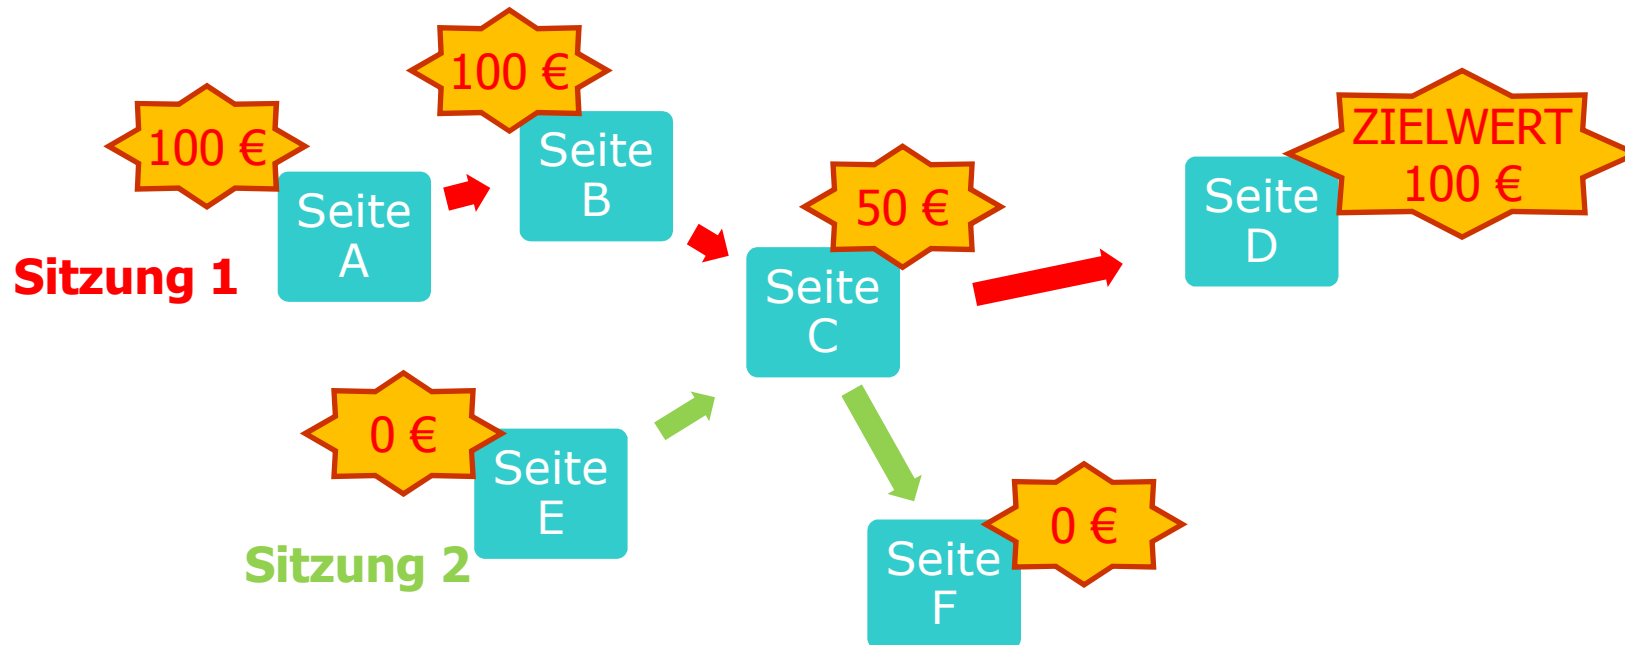 100 €
Seite
A
100 €
Seite
B
50 €
Seite
C
ZIELWERT
100 €
Seite
D
Sitzung 1
0 €
Seite
E
Sitzung 2
0 €
Seite
F